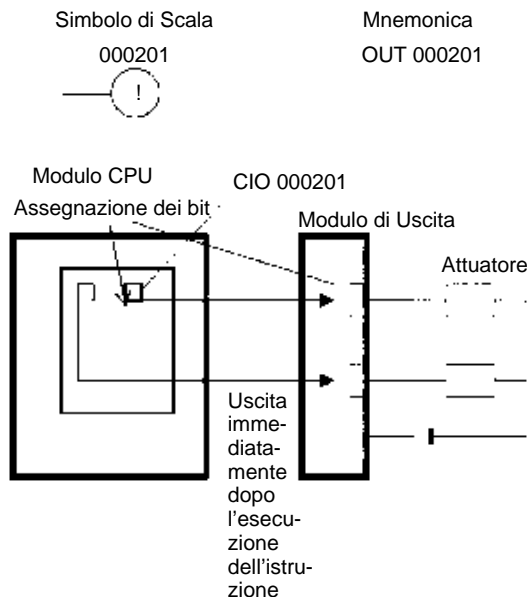 Simbolo di Scala
Mnemonica
000201
OUT 000201
!
Modulo CPU
CIO 000201
Assegnazione dei bit
Modulo di Uscita
Attuatore
Uscita
imme-
diata-
mente
dopo
l'esecu-
zione
dell'istru-
zione